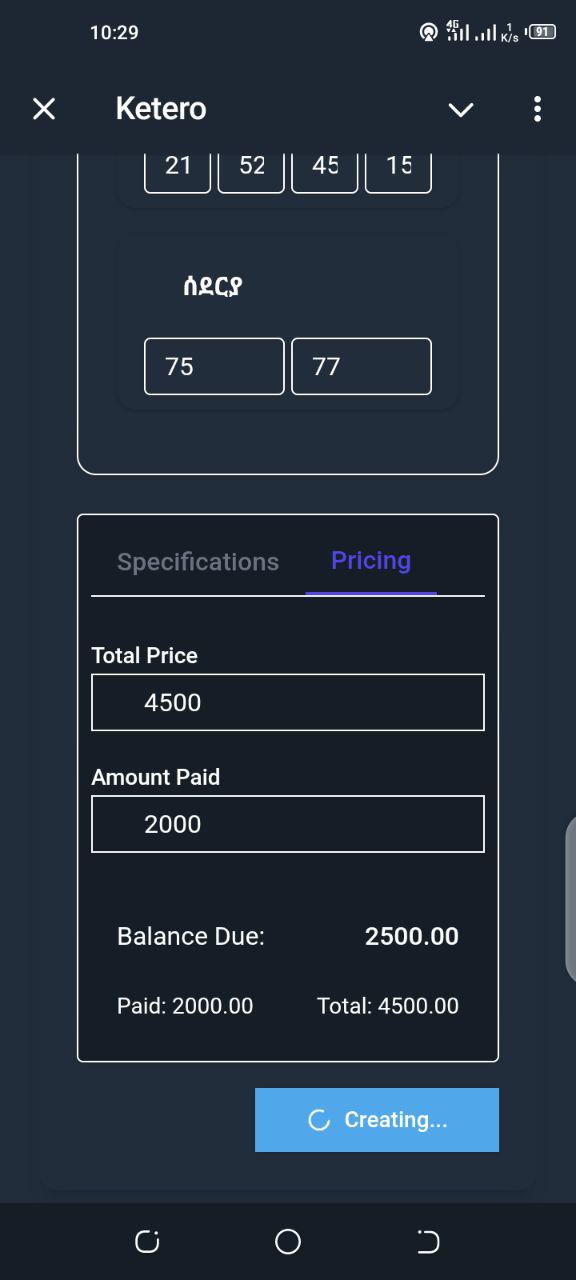 10:29
4G
1
K/s
91
Ketero
21 52 45 15
ሰደርያ
75 77
Specifications Pricing
Total Price
4500
Amount Paid
2000
Balance Due: 2500.00
Paid: 2000.00 Total: 4500.00
Creating...